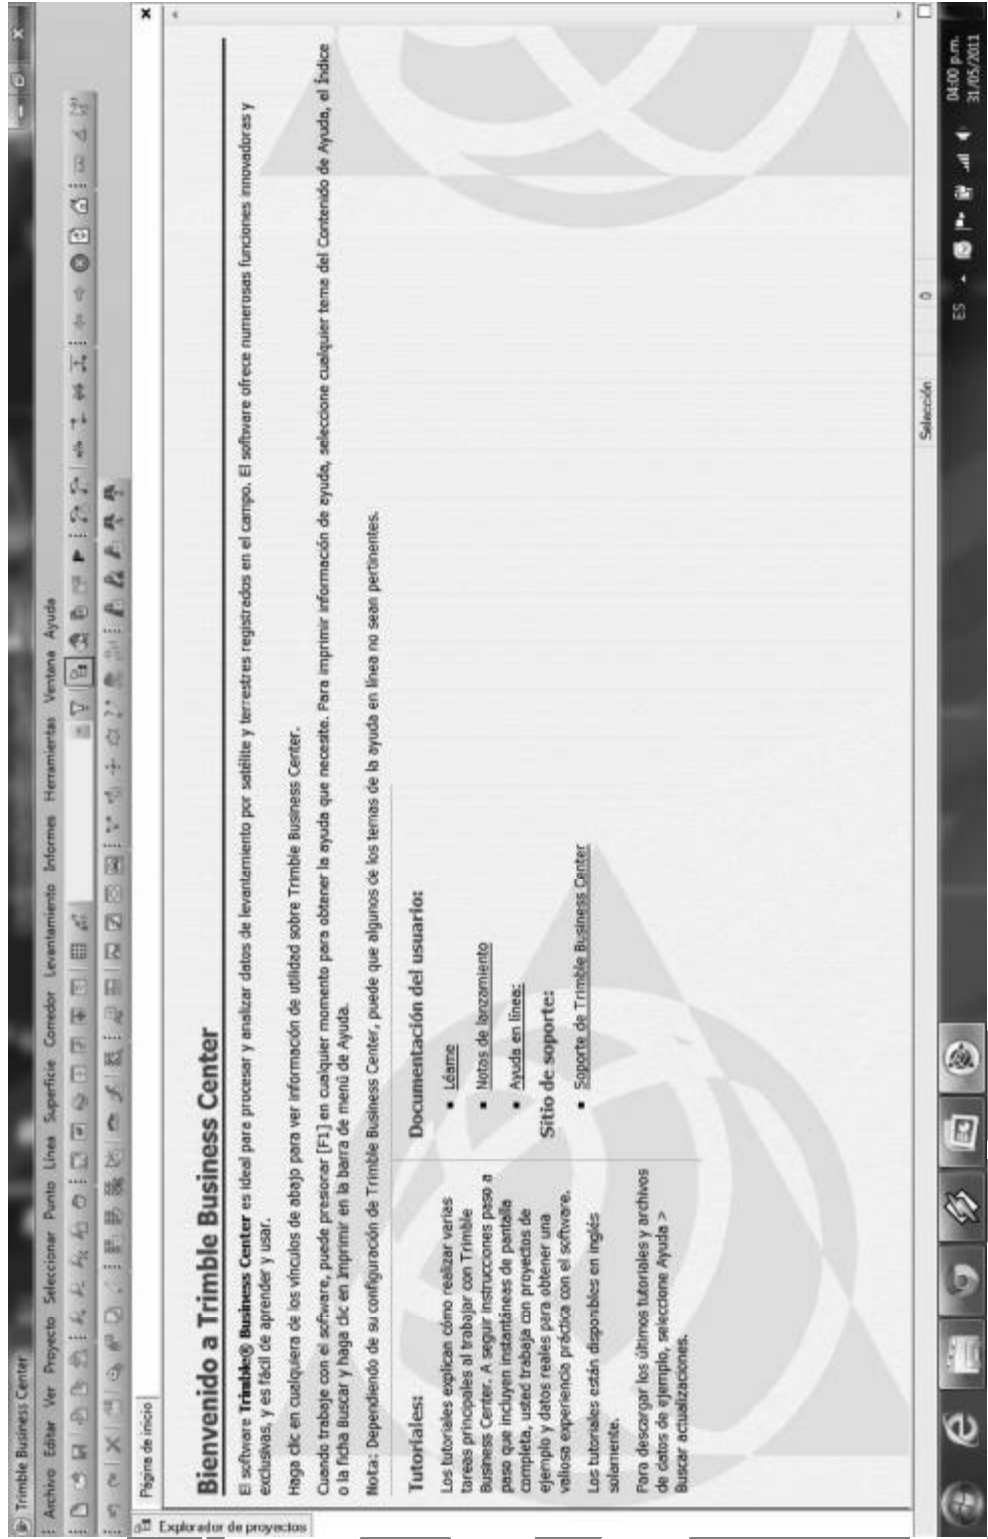 Trimble Business Center
Archivo Editar Ver Proyecto Seleccionar Punto Línea Superficie Corredor Levantamiento Informes Herramientas Ventana Ayuda
Página de inicio
Explorador de proyectos
Bienvenido a Trimble Business Center
El software Trimble® Business Center es ideal para procesar y analizar datos de levantamiento por satélite y terrestres registrados en el campo. El software ofrece numerosas funciones innovadoras y
exclusivas, y es fácil de aprender y usar.
Haga clic en cualquiera de los vínculos de abajo para ver información de utilidad sobre Trimble Business Center.
Cuando trabaje con el software, puede presionar [F1] en cualquier momento para obtener la ayuda que necesite. Para imprimir información de ayuda, seleccione cualquier tema del Contenido de Ayuda, el Índice
o la ficha Buscar y haga clic en Imprimir en la barra de menú de Ayuda.
Nota: Dependiendo de su configuración de Trimble Business Center, puede que algunos de los temas de la ayuda en línea no sean pertinentes.
Tutoriales:
Los tutoriales explican cómo realizar varias
tareas principales al trabajar con Trimble
Business Center. A seguir instrucciones paso a
paso que incluyen instantáneas de pantalla
completa, usted trabaja con proyectos de
ejemplo y datos reales para obtener una
valiosa experiencia práctica con el software.
Los tutoriales están disponibles en inglés
solamente.
Para descargar los últimos tutoriales y archivos
de datos de ejemplo, seleccione Ayuda >
Buscar actualizaciones.
Documentación del usuario:
▪ Léame
▪ Notas de lanzamiento
▪ Ayuda en línea:
Sitio de soporte:
▪ Soporte de Trimble Business Center
Selección 0
ES
04:00 p.m.
31/05/2011